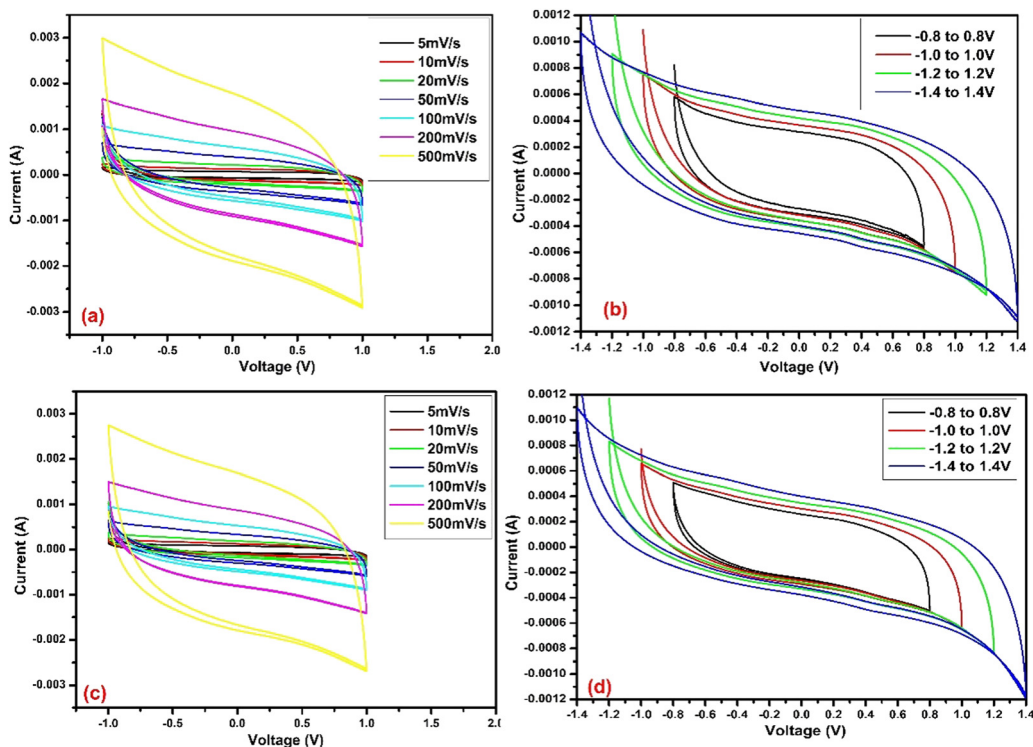 (a)
5mV/s
10mV/s
20mV/s
50mV/s
100mV/s
200mV/s
500mV/s
0.003
0.002
0.001
0.000
-0.001
-0.002
-0.003
Current (A)
-1.0 -0.5 0.0 0.5 1.0 1.5 2.0
Voltage (V)
(b)
-0.8 to 0.8V
-1.0 to 1.0V
-1.2 to 1.2V
-1.4 to 1.4V
0.0012
0.0010
0.0008
0.0006
0.0004
0.0002
0.0000
-0.0002
-0.0004
-0.0006
-0.0008
-0.0010
-0.0012
Current (A)
-1.4 -1.2 -1.0 -0.8 -0.6 -0.4 -0.2 0.0 0.2 0.4 0.6 0.8 1.0 1.2 1.4
Voltage (V)
(c)
5mV/s
10mV/s
20mV/s
50mV/s
100mV/s
200mV/s
500mV/s
0.003
0.002
0.001
0.000
-0.001
-0.002
-0.003
Current (A)
-1.0 -0.5 0.0 0.5 1.0 1.5 2.0
Voltage (V)
(d)
-0.8 to 0.8V
-1.0 to 1.0V
-1.2 to 1.2V
-1.4 to 1.4V
0.0012
0.0010
0.0008
0.0006
0.0004
0.0002
0.0000
-0.0002
-0.0004
-0.0006
-0.0008
-0.0010
-0.0012
Current (A)
-1.4 -1.2 -1.0 -0.8 -0.6 -0.4 -0.2 0.0 0.2 0.4 0.6 0.8 1.0 1.2 1.4
Voltage (V)